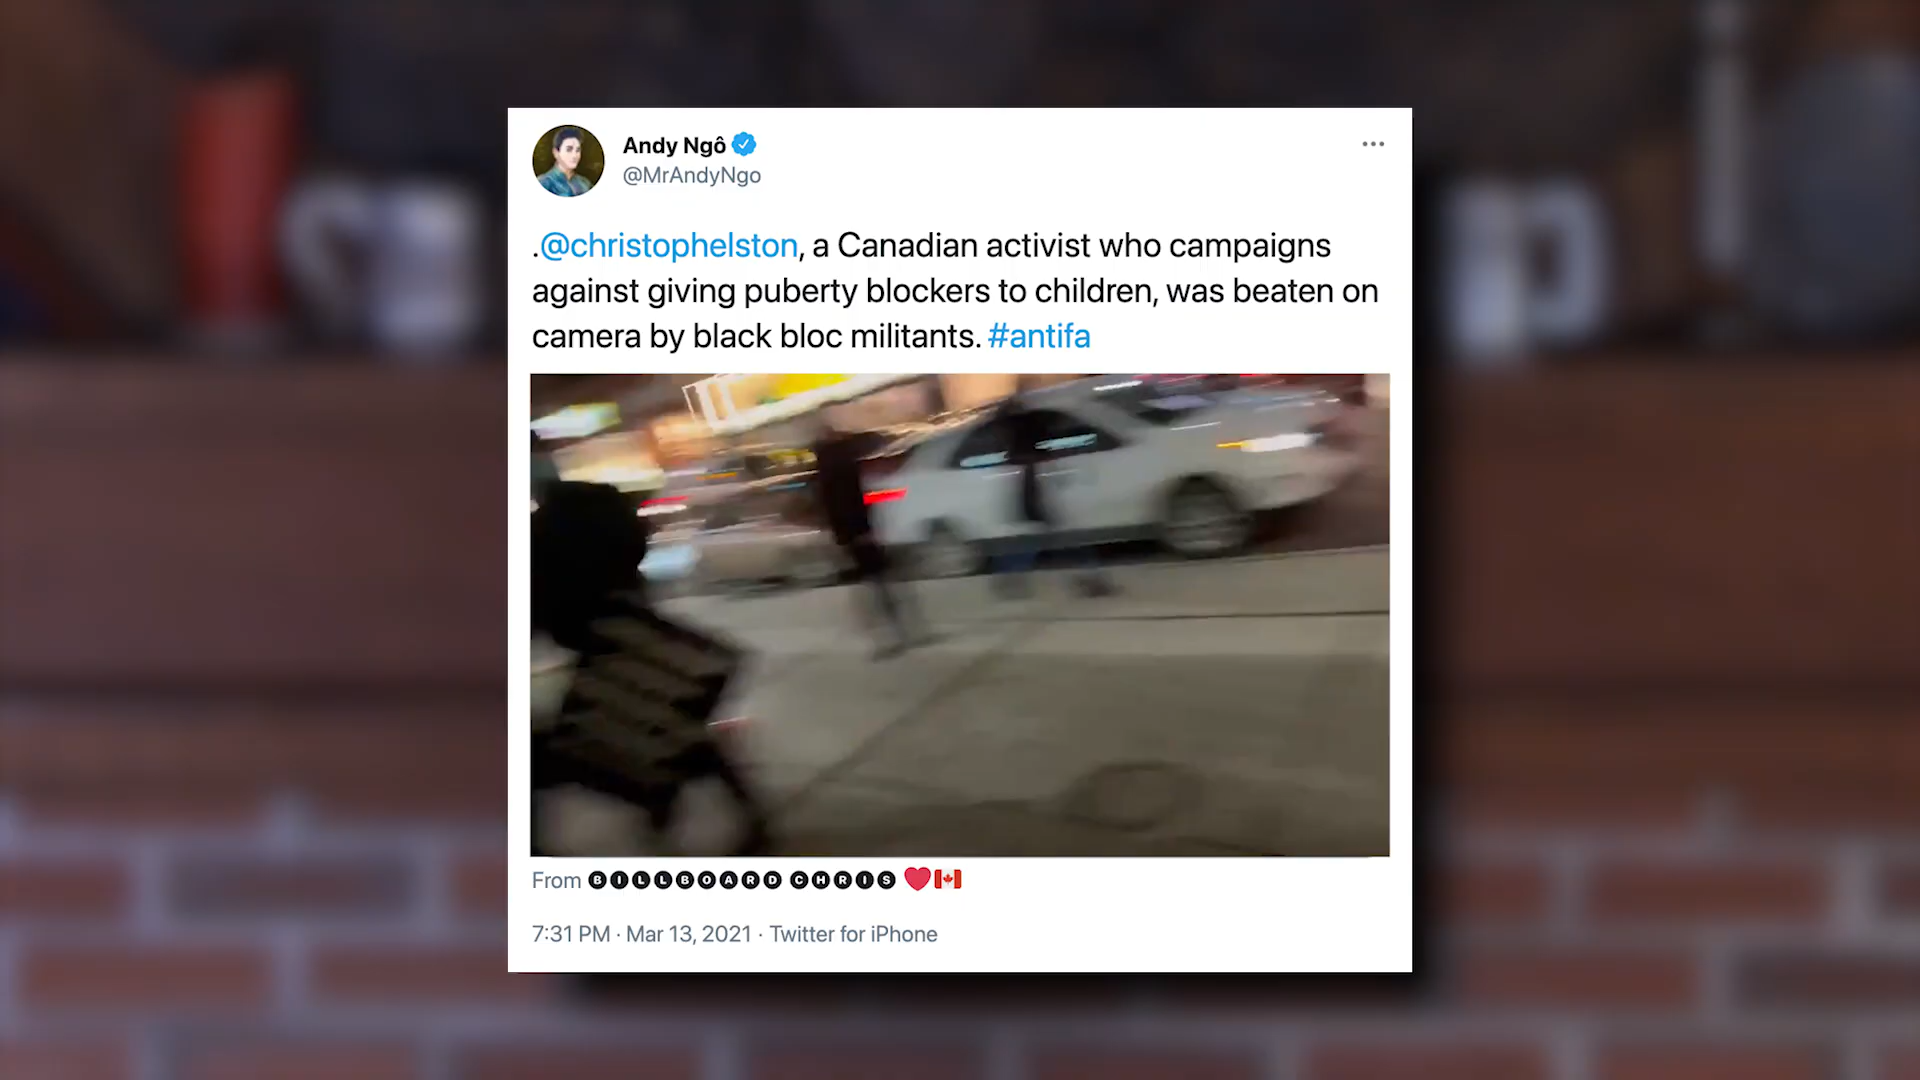 Andy Ngô
@MrAndyNgo
.@christophelston, a Canadian activist who campaigns
against giving puberty blockers to children, was beaten on
camera by black bloc militants. #antifa
From 🅑🅘🅛🅛🅑🅞🅐🅡🅓 🅒🅗🅡🅘🅢 ❤️🇨🇦
7:31 PM · Mar 13, 2021 · Twitter for iPhone